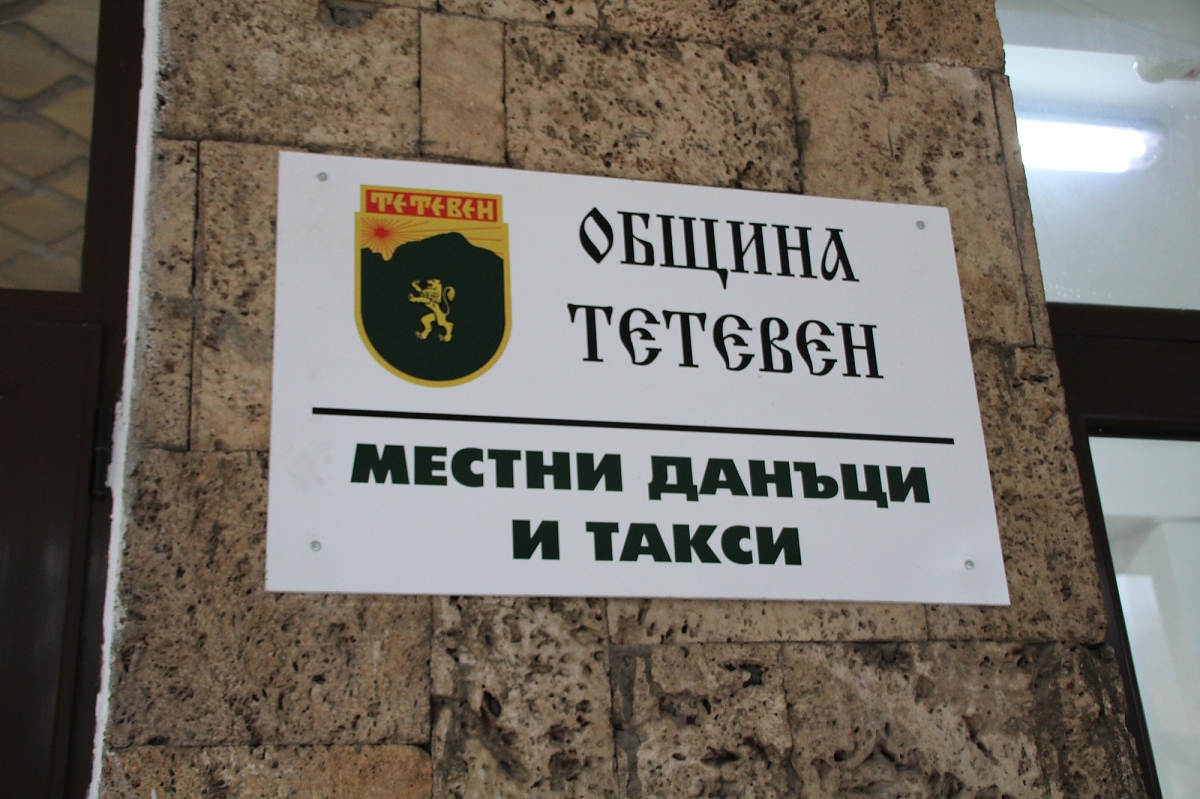 ТЕТЕВЕН
ОБЩИНА
ТЕТЕВЕН
МЕСТНИ ДАНЪЦИ
И ТАКСИ